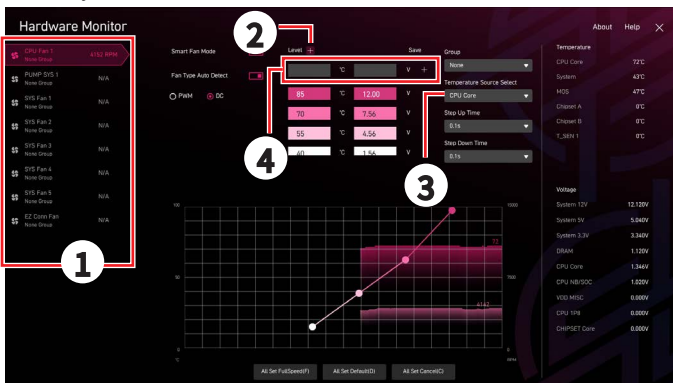 Hardware Monitor
About Help
CPU Fan 1 4152 RPM
None Group
PUMP SYS 1 N/A
None Group
SYS Fan 1 N/A
None Group
SYS Fan 2 N/A
None Group
SYS Fan 3 N/A
None Group
SYS Fan 4 N/A
None Group
SYS Fan 5 N/A
None Group
EZ Conn Fan N/A
None Group
1
Smart Fan Mode
Fan Type Auto Detect
PWM DC
2
Level + Save
℃ V +
85 ℃ 12.00 V
70 ℃ 7.56 V
55 ℃ 4.56 V
40 ℃ 1.56 V
4
Group
None
Temperature Source Select
CPU Core
Step Up Time
0.1s
Step Down Time
0.1s
3
100 15000
72
50 7500
4162
0 0
℃ RPM
All Set FullSpeed(F) All Set Default(D) All Set Cancel(C)
Temperature
CPU Core 72℃
System 43℃
MOS 47℃
Chipset A 0℃
Chipset B 0℃
T_SEN 1 0℃
Voltage
System 12V 12.120V
System 5V 5.040V
System 3.3V 3.340V
DRAM 1.120V
CPU Core 1.346V
CPU NB/SOC 1.020V
VDD MISC 0.000V
CPU 1P8 0.000V
CHIPSET Core 0.000V